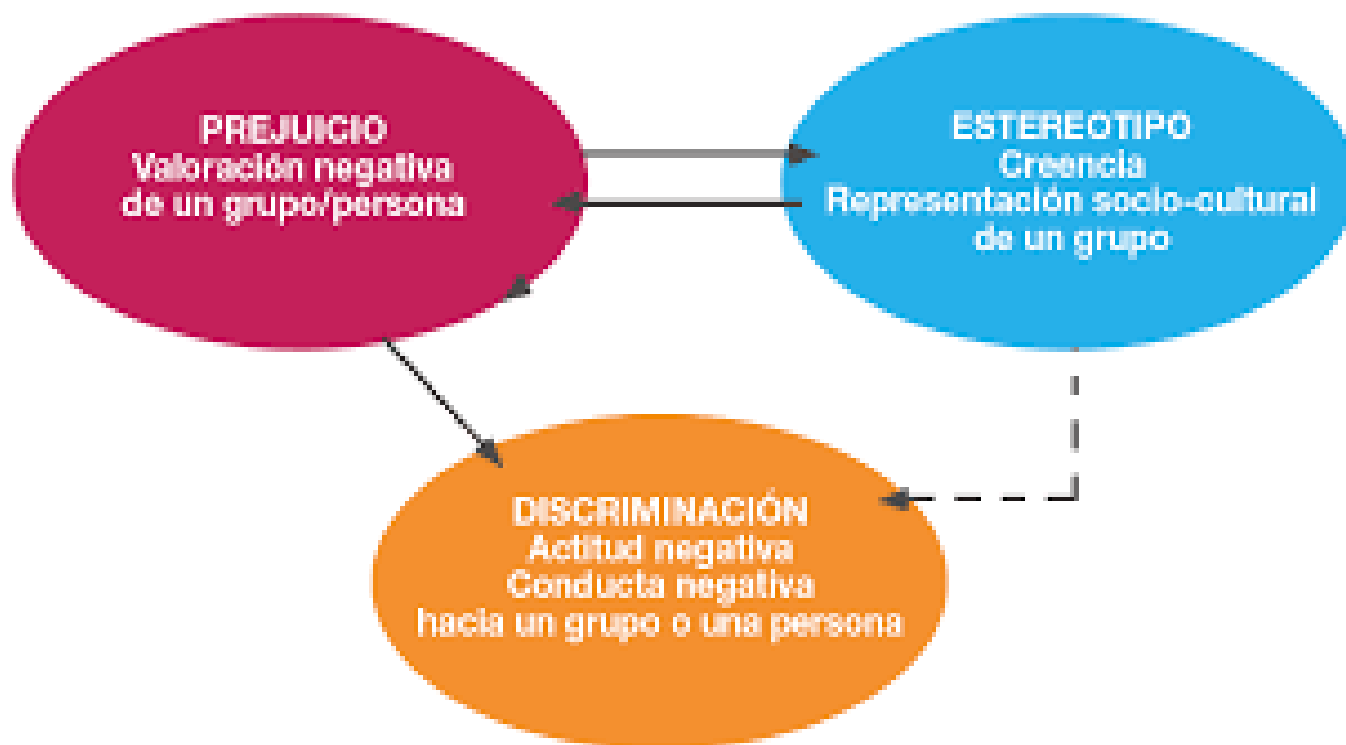 PREJUICIO
Valoración negativa
de un grupo/persona
ESTEREOTIPO
Creencia
Representación socio-cultural
de un grupo
DISCRIMINACIÓN
Actitud negativa
Conducta negativa
hacia un grupo o una persona